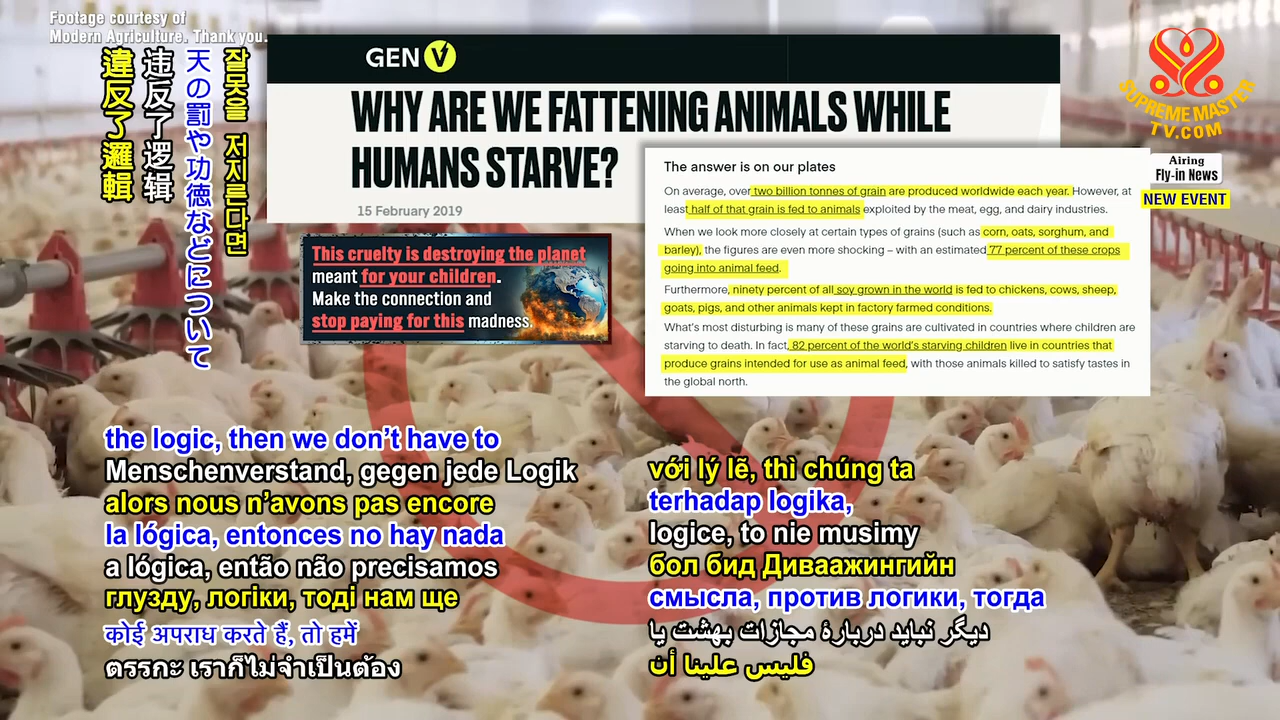 Footage courtesy of
Modern Agriculture. Thank you.
잘못을 저지른다면
天の罰や功徳などについて
违反了逻辑
違反了邏輯
GEN V
WHY ARE WE FATTENING ANIMALS WHILE
HUMANS STARVE?
15 February 2019
This cruelty is destroying the planet
meant for your children.
Make the connection and
stop paying for this madness.
The answer is on our plates
On average, over two billion tonnes of grain are produced worldwide each year. However, at
least half of that grain is fed to animals exploited by the meat, egg, and dairy industries.
When we look more closely at certain types of grains (such as corn, oats, sorghum, and
barley), the figures are even more shocking – with an estimated 77 percent of these crops
going into animal feed.
Furthermore, ninety percent of all soy grown in the world is fed to chickens, cows, sheep,
goats, pigs, and other animals kept in factory farmed conditions.
What's most disturbing is many of these grains are cultivated in countries where children are
starving to death. In fact, 82 percent of the world's starving children live in countries that
produce grains intended for use as animal feed, with those animals killed to satisfy tastes in
the global north.
SUPREME MASTER
TV.COM
Airing
Fly-in News
NEW EVENT
the logic, then we don't have to
Menschenverstand, gegen jede Logik
alors nous n'avons pas encore
la lógica, entonces no hay nada
a lógica, então não precisamos
глузду, логіки, тоді нам ще
कोई अपराध करते हैं, तो हमें
ตรรกะ เราก็ไม่จำเป็นต้อง
với lý lẽ, thì chúng ta
terhadap logika,
logice, to nie musimy
бол бид Диваажингийн
смысла, против логики, тогда
دیگر نباید دربارۀ مجازات بهشت یا
فليس علينا أن